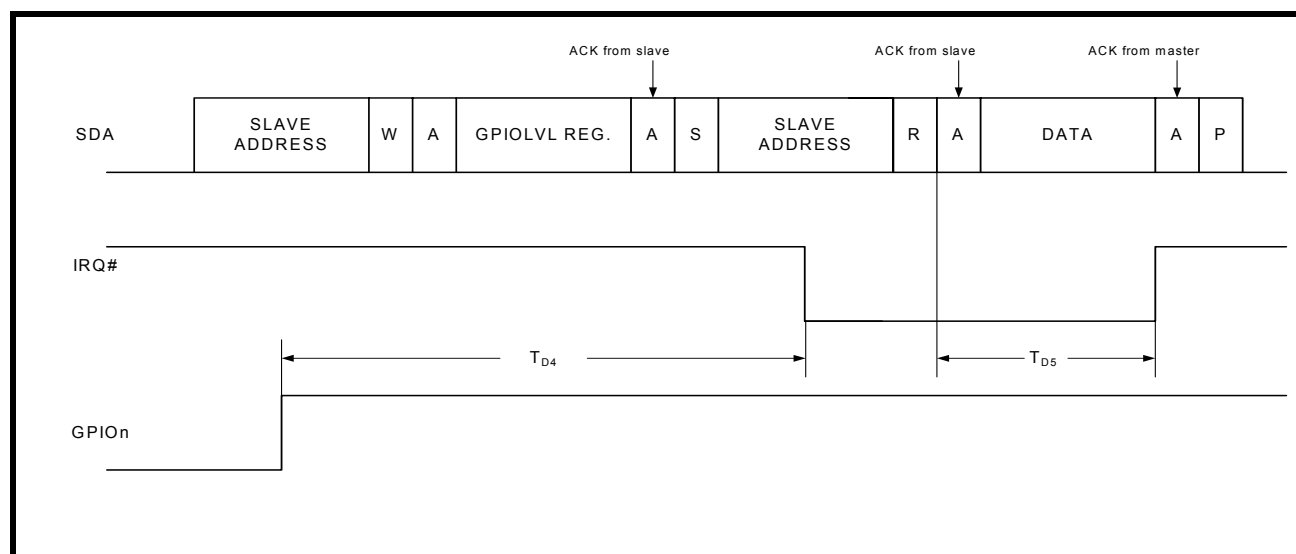 ACK from slave
ACK from slave
ACK from master
SDA
SLAVE
ADDRESS
W
A
GPIOLVL REG.
A
S
SLAVE
ADDRESS
R
A
DATA
A
P
IRQ#
TD4
TD5
GPIOn